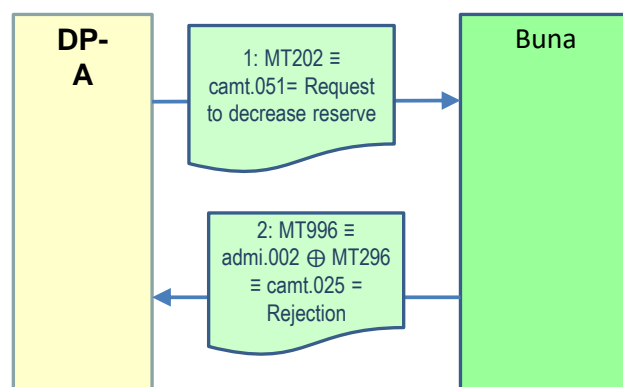 DP-
A
1: MT202 ≡
camt.051= Request
to decrease reserve
Buna
2: MT996 ≡
admi.002 ⊕ MT296
≡ camt.025 =
Rejection